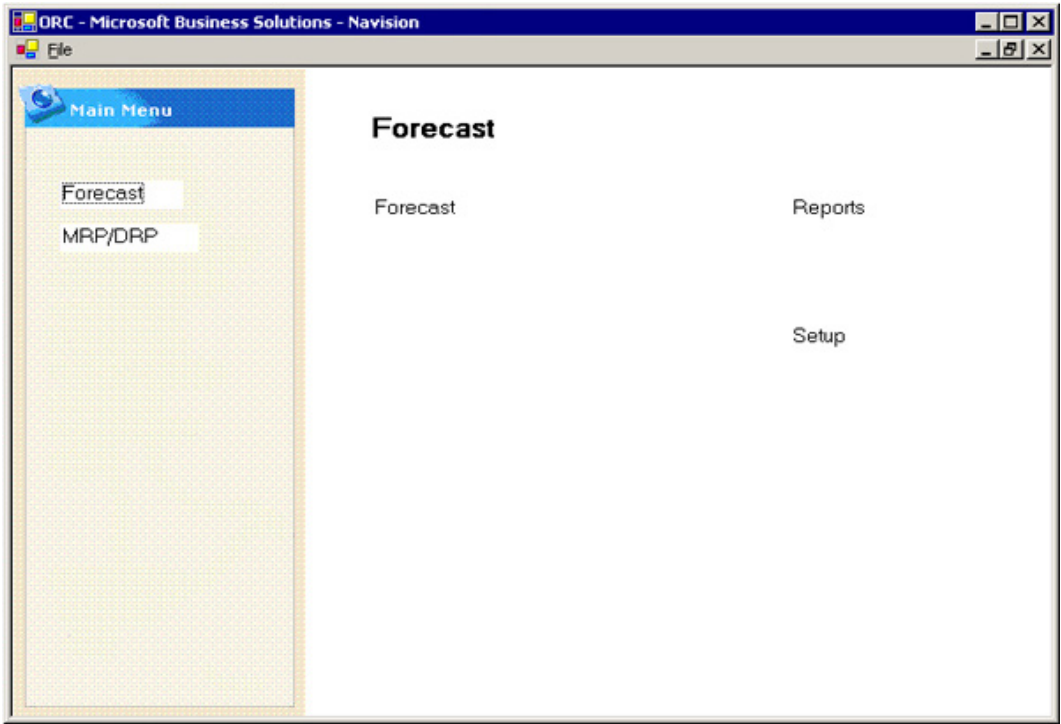 ORC - Microsoft Business Solutions - Navision
File
Main Menu
Forecast
MRP/DRP
Forecast
Forecast
Reports
Setup